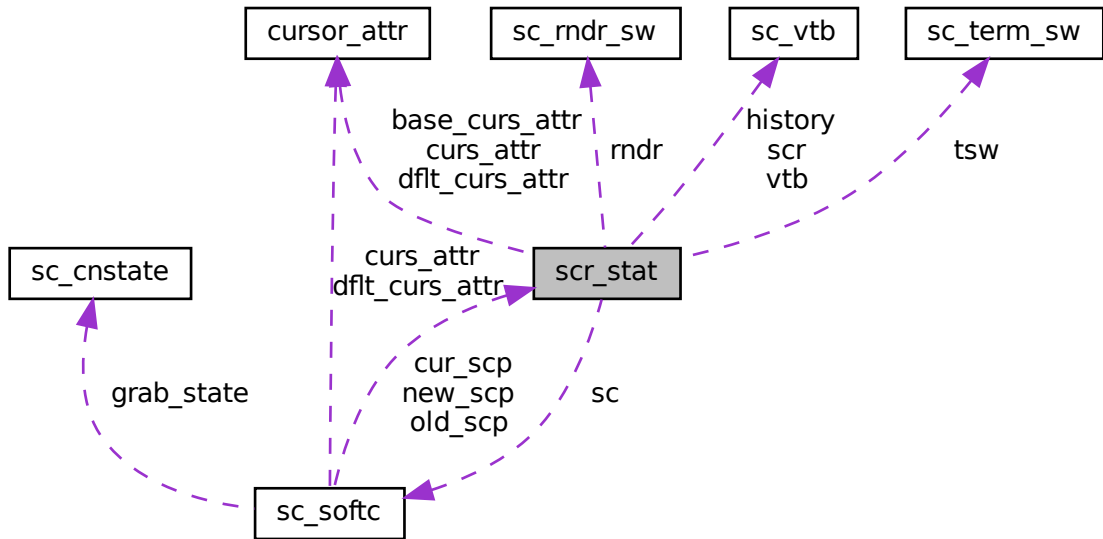 cursor_attr
sc_rndr_sw
sc_vtb
sc_term_sw
base_curs_attr
curs_attr
dflt_curs_attr
rndr
history
scr
vtb
tsw
sc_cnstate
curs_attr
dflt_curs_attr
scr_stat
grab_state
cur_scp
new_scp
old_scp
sc
sc_softc